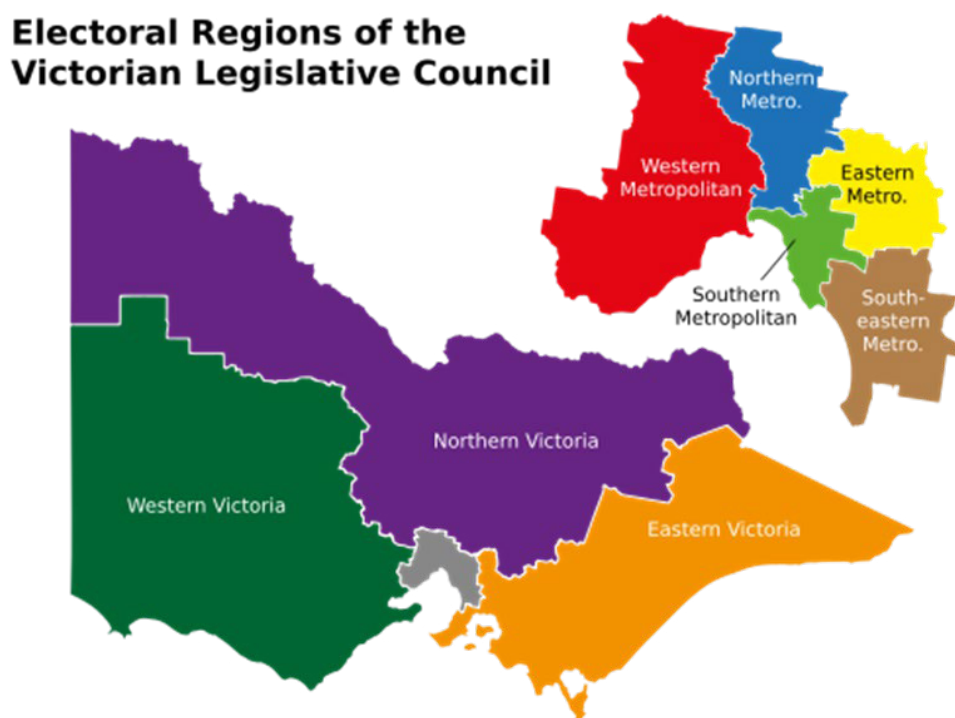 Electoral Regions of the
Victorian Legislative Council
Northern
Metro.
Western
Metropolitan
Eastern
Metro.
Southern
Metropolitan
South-
eastern
Metro.
Northern Victoria
Western Victoria
Eastern Victoria